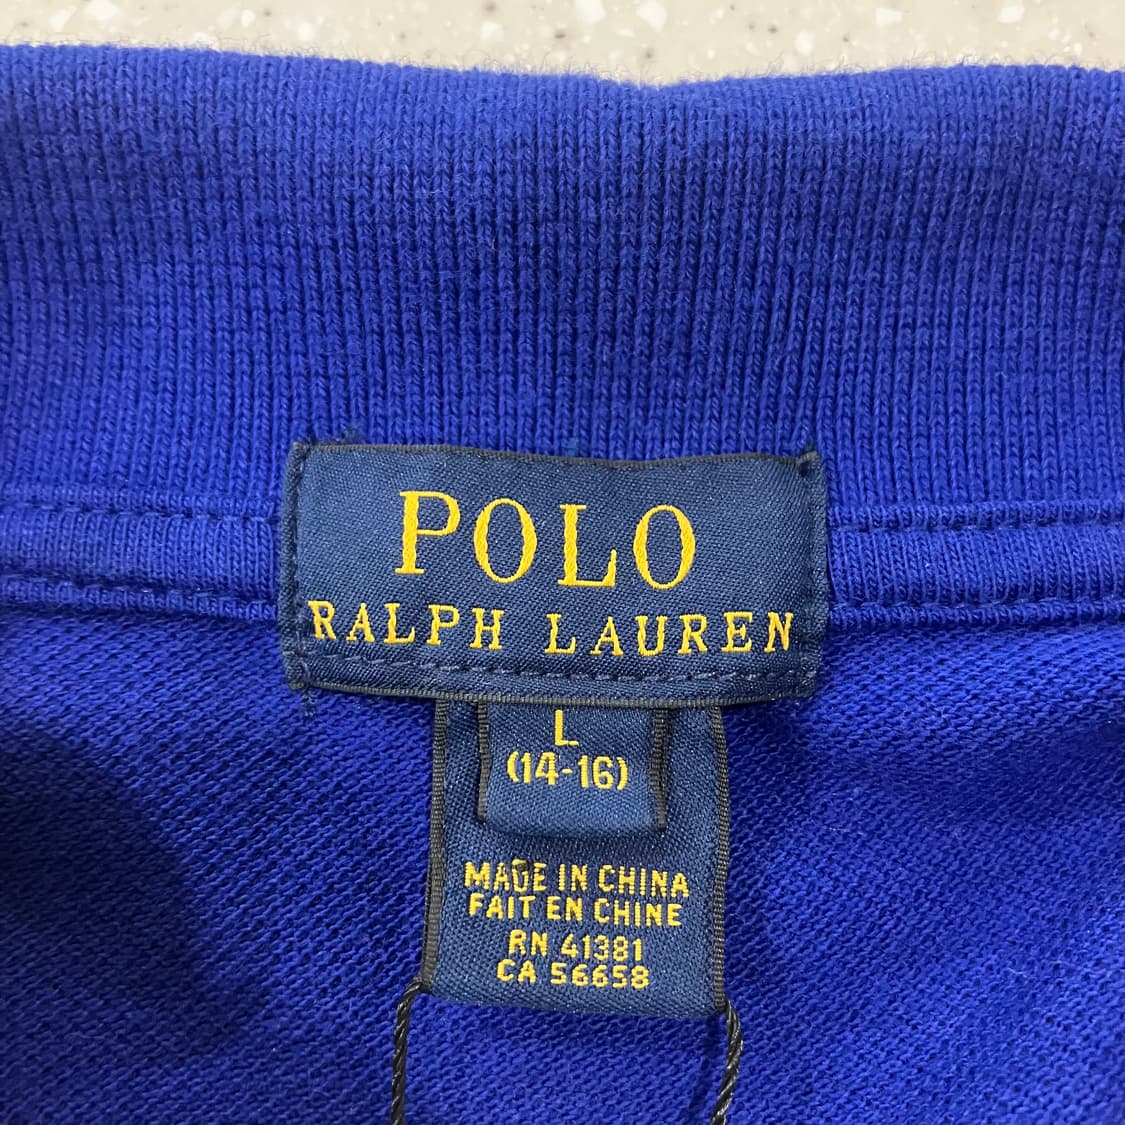 POLO
RALPH LAUREN
L
(14-16)
MADE IN CHINA
FAIT EN CHINE
RN 41381
CA 56658